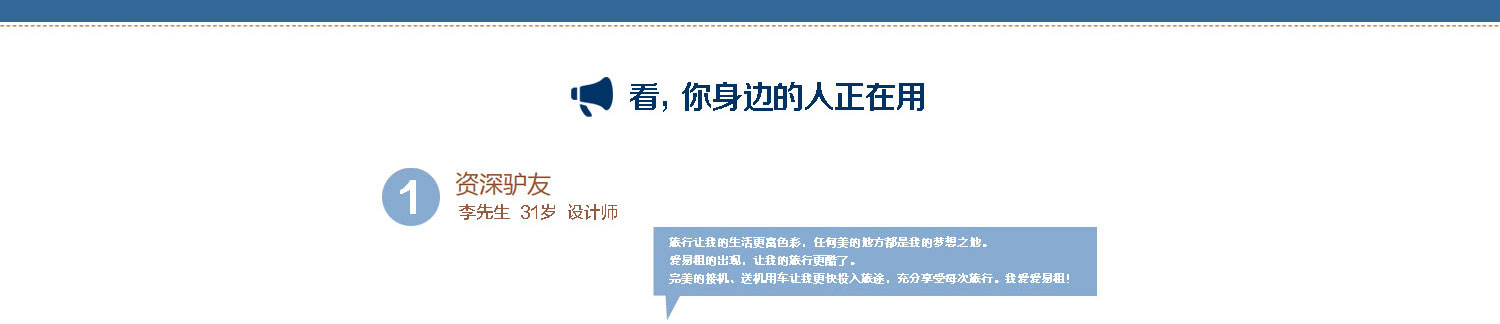 看，你身边的人正在用
1
资深驴友
李先生 31岁 设计师
旅行让我的生活更富色彩，任何美的地方都是我的梦想之地。
爱易租的出现，让我的旅行更酷了。
完美的接机、送机用车让我更快投入旅途，充分享受每次旅行。我爱爱易租！